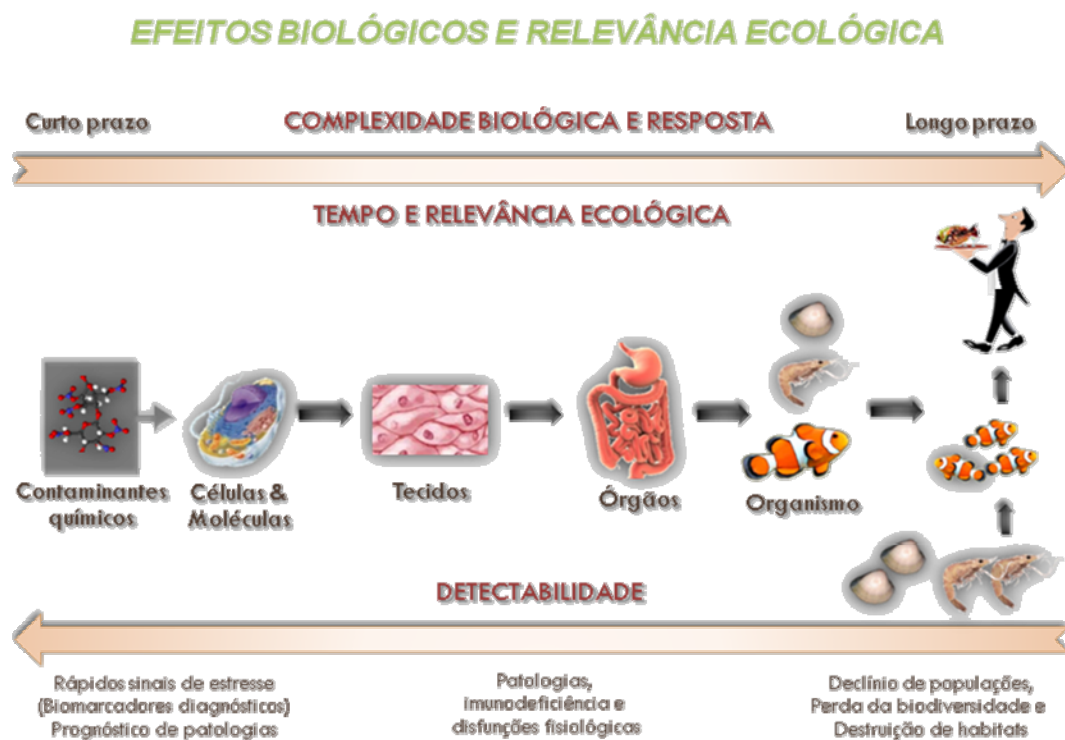 EFEITOS BIOLÓGICOS E RELEVÂNCIA ECOLÓGICA
Curto prazo
COMPLEXIDADE BIOLÓGICA E RESPOSTA
Longo prazo
TEMPO E RELEVÂNCIA ECOLÓGICA
Contaminantes
químicos
Células &
Moléculas
Tecidos
Órgãos
Organismo
DETECTABILIDADE
Rápidos sinais de estresse
(Biomarcadores diagnósticos)
Prognóstico de patologias
Patologias,
imunodeficiência e
disfunções fisiológicas
Declínio de populações,
Perda da biodiversidade e
Destruição de habitats